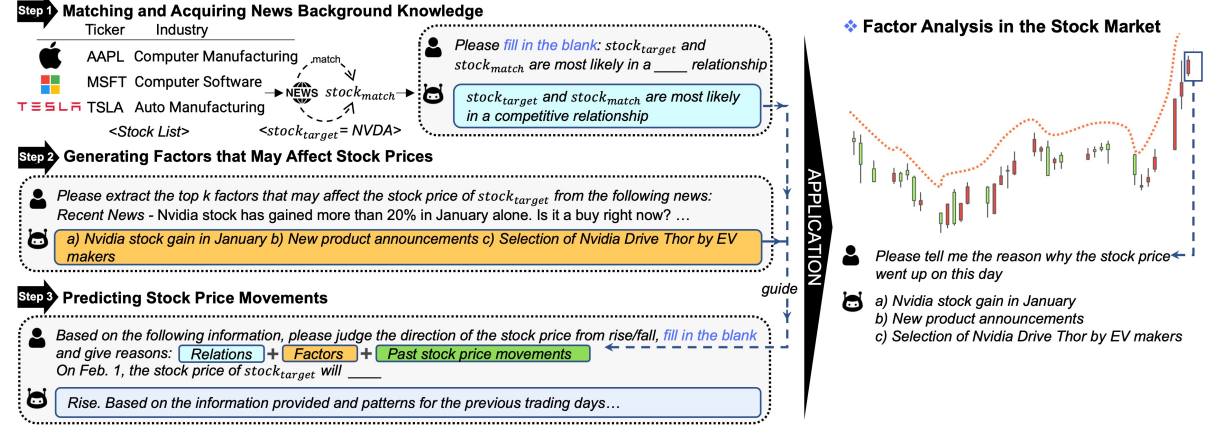 Step 1 Matching and Acquiring News Background Knowledge
Ticker Industry
AAPL Computer Manufacturing
MSFT Computer Software
TESLA TSLA Auto Manufacturing
<Stock List>
match
NEWS stock_match
<stock_target = NVDA>
Please fill in the blank: stock_target and
stock_match are most likely in a ____ relationship
stock_target and stock_match are most likely
in a competitive relationship
Step 2 Generating Factors that May Affect Stock Prices
Please extract the top k factors that may affect the stock price of stock_target from the following news:
Recent News - Nvidia stock has gained more than 20% in January alone. Is it a buy right now? …
a) Nvidia stock gain in January b) New product announcements c) Selection of Nvidia Drive Thor by EV
makers
guide
Step 3 Predicting Stock Price Movements
Based on the following information, please judge the direction of the stock price from rise/fall, fill in the blank
and give reasons: Relations + Factors + Past stock price movements
On Feb. 1, the stock price of stock_target will ____
Rise. Based on the information provided and patterns for the previous trading days…
APPLICATION
❖ Factor Analysis in the Stock Market
Please tell me the reason why the stock price
went up on this day
a) Nvidia stock gain in January
b) New product announcements
c) Selection of Nvidia Drive Thor by EV makers